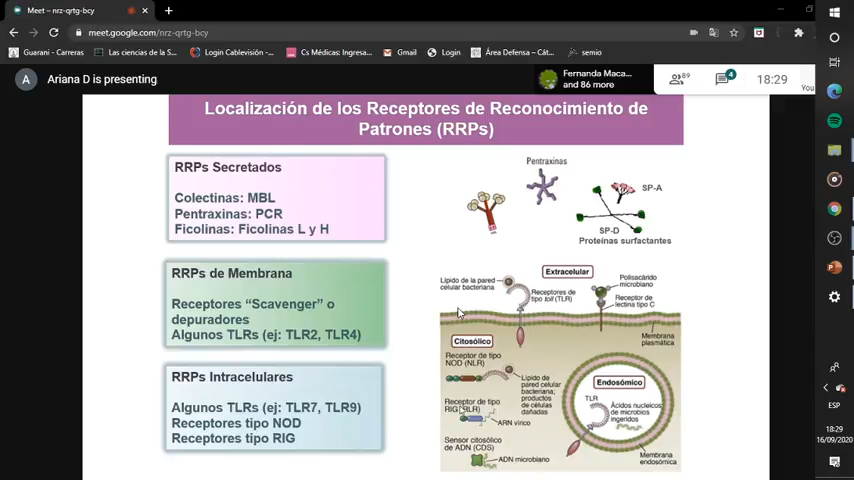 Meet – nrz-qrtg-bcy
meet.google.com/nrz-qrtg-bcy
Guarani - Carreras
Las ciencias de la S...
Login Cablevisión...
Cs Médicas: Ingresa...
Gmail
Login
Área Defensa – Cát...
semio
A
Ariana D is presenting
Fernanda Maca...
and 86 more
89
4
18:29
You
Localización de los Receptores de Reconocimiento de
Patrones (RRPs)
RRPs Secretados
Colectinas: MBL
Pentraxinas: PCR
Ficolinas: Ficolinas L y H
Pentraxinas
SP-A
SP-D
Proteínas surfactantes
RRPs de Membrana
Receptores “Scavenger” o
depuradores
Algunos TLRs (ej: TLR2, TLR4)
RRPs Intracelulares
Algunos TLRs (ej: TLR7, TLR9)
Receptores tipo NOD
Receptores tipo RIG
Extracelular
Lípido de la pared
celular bacteriana
Receptores de
tipo toll (TLR)
Polisacárido
microbiano
Receptor de
lectina tipo C
Membrana
plasmática
Citosólico
Receptor de tipo
NOD (NLR)
Lípido de
pared celular
bacteriana;
productos
de células
dañadas
Receptor de tipo
RIG (RLR)
ARN vírico
Sensor citosólico
de ADN (CDS)
ADN microbiano
Endosómico
TLR
Ácidos nucleicos
de microbios
ingeridos
Membrana
endosómica
ESP
18:29
16/09/2020